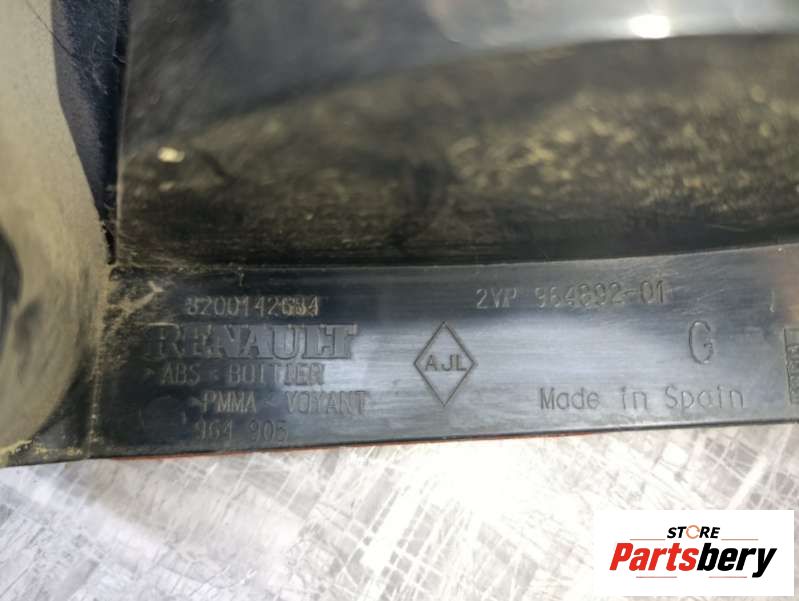 8200142684 2VP 964692-01
RENAULT
>ABS< BOITIER
AJL
G
>PMMA< VOYANT Made in Spain
964 905
STORE
Partsbery